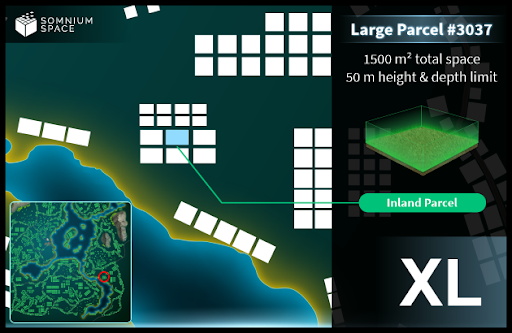 SOMNIUM
SPACE
Large Parcel #3037
1500 m² total space
50 m height & depth limit
Inland Parcel
XL